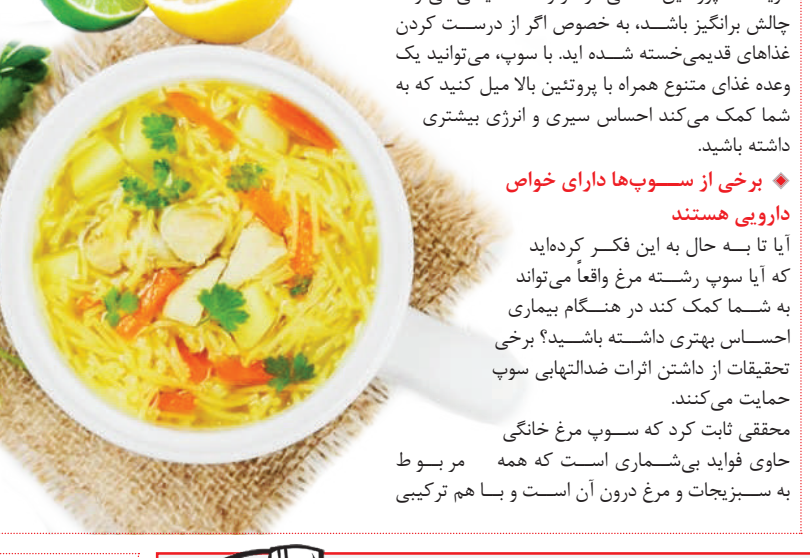 چالش برانگیز باشد، به خصوص اگر از درست کردن
غذاهای قدیمی‌خسته شده اید. با سوپ، می‌توانید یک
وعده غذای متنوع همراه با پروتئین بالا میل کنید که به
شما کمک می‌کند احساس سیری و انرژی بیشتری
داشته باشید.
برخی از سوپ‌ها دارای خواص
دارویی هستند
آیا تا به حال به این فکر کرده‌اید
که آیا سوپ رشته مرغ واقعاً می‌تواند
به شما کمک کند در هنگام بیماری
احساس بهتری داشته باشید؟ برخی
تحقیقات از داشتن اثرات ضدالتهابی سوپ
حمایت می‌کنند.
محققی ثابت کرد که سوپ مرغ خانگی
حاوی فواید بی‌شماری است که همه مربوط
به سبزیجات و مرغ درون آن است و با هم ترکیبی